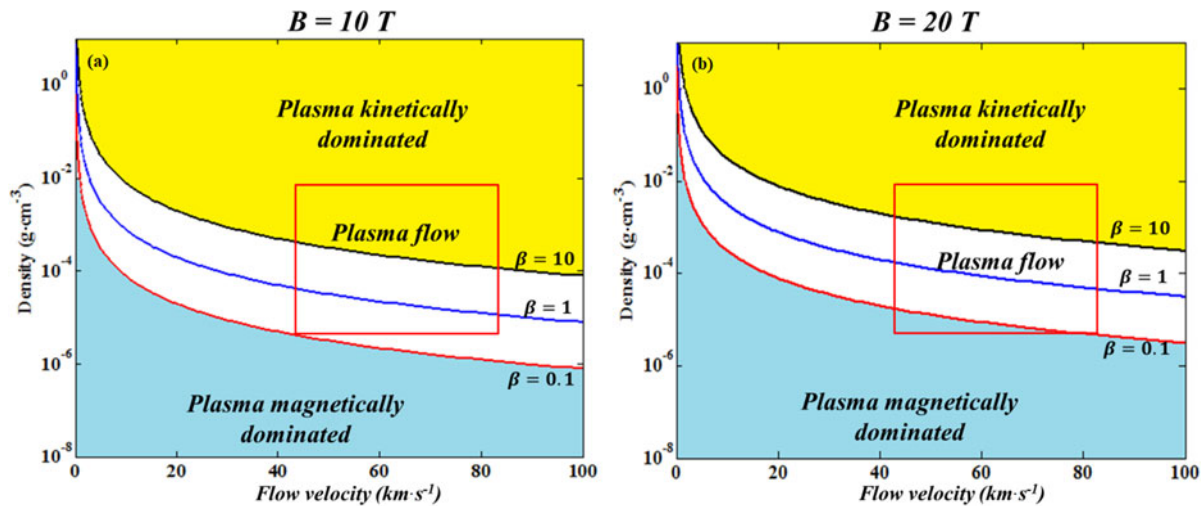 B = 10 T
(a)
Plasma kinetically
dominated
Plasma flow
β = 10
β = 1
β = 0.1
Plasma magnetically
dominated
Density (g·cm⁻³)
10⁰
10⁻²
10⁻⁴
10⁻⁶
10⁻⁸
0 20 40 60 80 100
Flow velocity (km·s⁻¹)
B = 20 T
(b)
Plasma kinetically
dominated
β = 10
Plasma flow
β = 1
β = 0.1
Plasma magnetically
dominated
Density (g·cm⁻³)
10⁰
10⁻²
10⁻⁴
10⁻⁶
10⁻⁸
0 20 40 60 80 100
Flow velocity (km·s⁻¹)